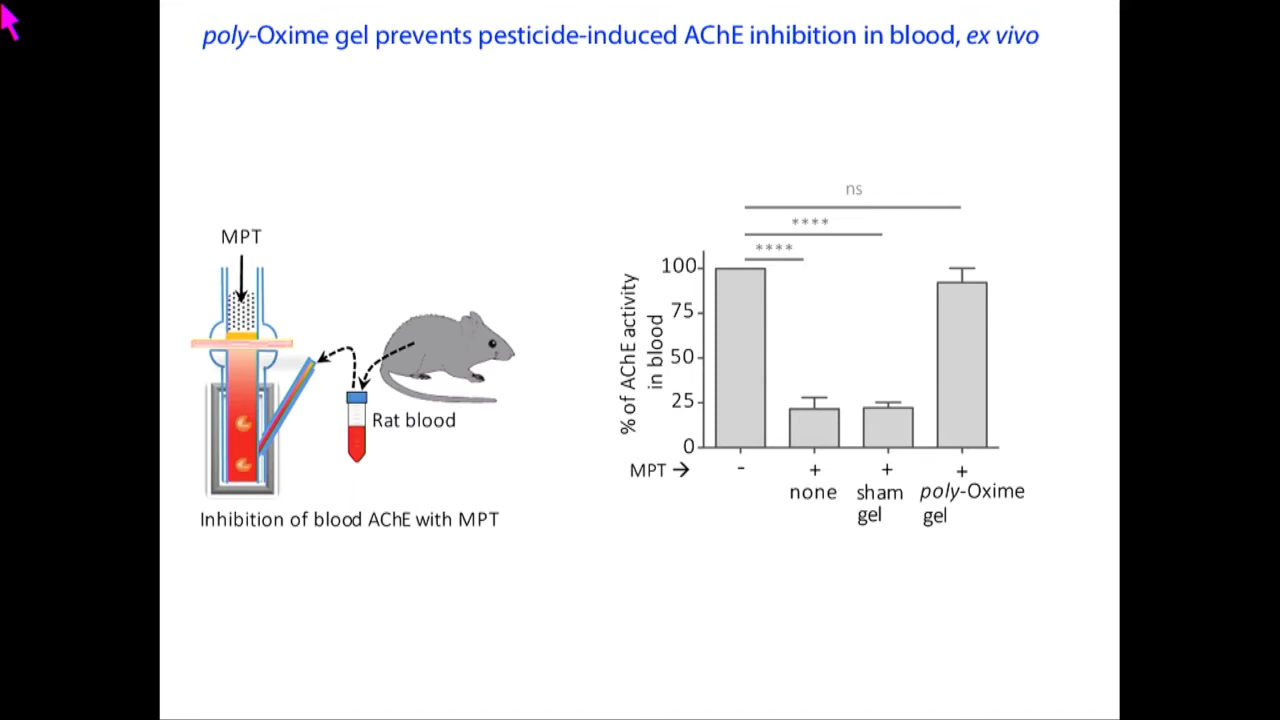 poly-Oxime gel prevents pesticide-induced AChE inhibition in blood, ex vivo
MPT
Rat blood
Inhibition of blood AChE with MPT
ns
****
****
% of AChE activity
in blood
100
75
50
25
0
MPT → - + + +
none sham poly-Oxime
gel gel